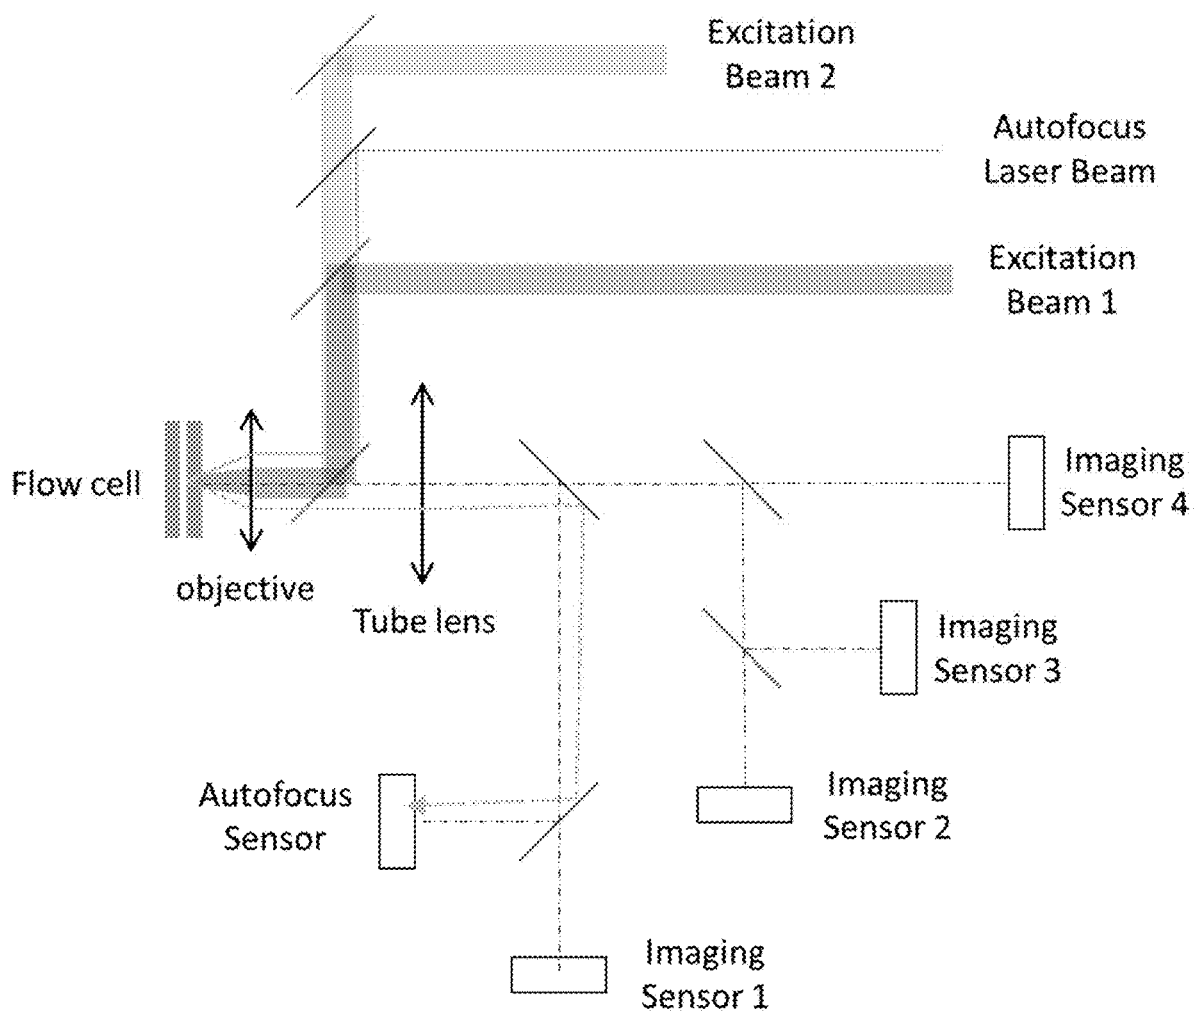 Excitation
Beam 2
Autofocus
Laser Beam
Excitation
Beam 1
Flow cell
objective
Tube lens
Imaging
Sensor 4
Imaging
Sensor 3
Imaging
Sensor 2
Autofocus
Sensor
Imaging
Sensor 1